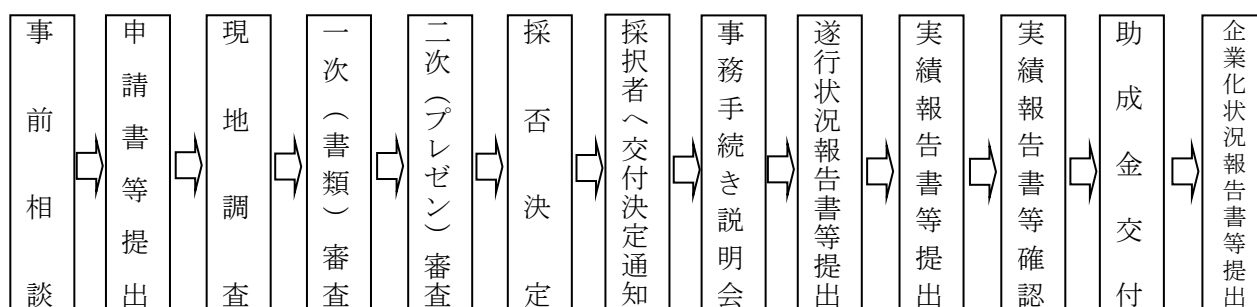 事前相談
申請書等提出
現地調査
一次（書類）審査
二次（プレゼン）審査
採否決定
採択者へ交付決定通知
事務手続き説明会
遂行状況報告書等提出
実績報告書等提出
実績報告書等確認
助成金交付
企業化状況報告書等提出